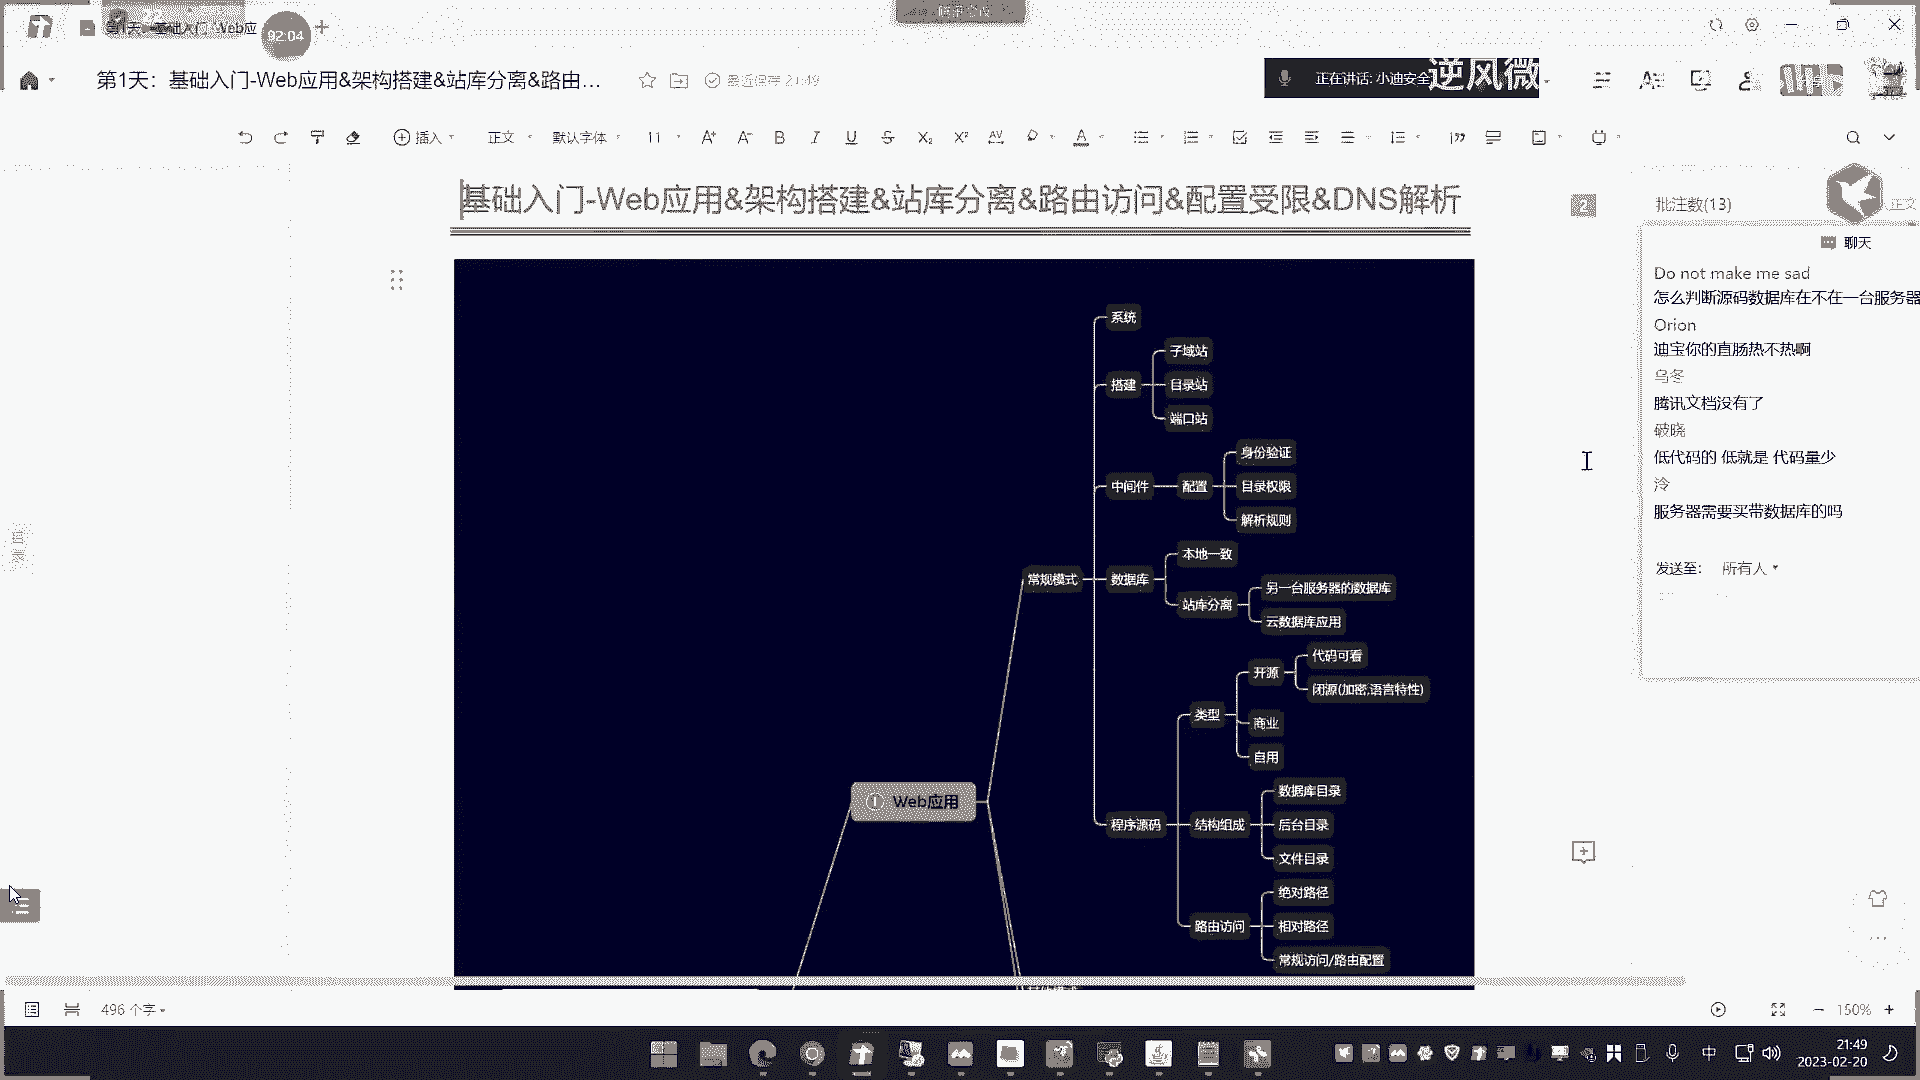 92:04
第1天：基础入门-Web应用&架构搭建&站库分离&路由...
最近保存 21:49
正在讲话: 小迪安全
逆风微
插入
正文
默认字体
11
基础入门-Web应用&架构搭建&站库分离&路由访问&配置受限&DNS解析
2
批注数(13)
正文
聊天
Do not make me sad
怎么判断源码数据库在不在一台服务器
Orion
迪宝你的直肠热不热啊
乌冬
腾讯文档没有了
破晓
低代码的 低就是 代码量少
泠
服务器需要买带数据库的吗
发送至： 所有人
系统
子域站
搭建
目录站
端口站
身份验证
中间件
配置
目录权限
解析规则
本地一致
常规模式
数据库
另一台服务器的数据库
站库分离
云数据库应用
代码可看
开源
闭源(加密,语言特性)
类型
商业
自用
数据库目录
① Web应用
程序源码
结构组成
后台目录
文件目录
绝对路径
路由访问
相对路径
常规访问/路由配置
496 个字
150%
中
21:49
2023-02-20